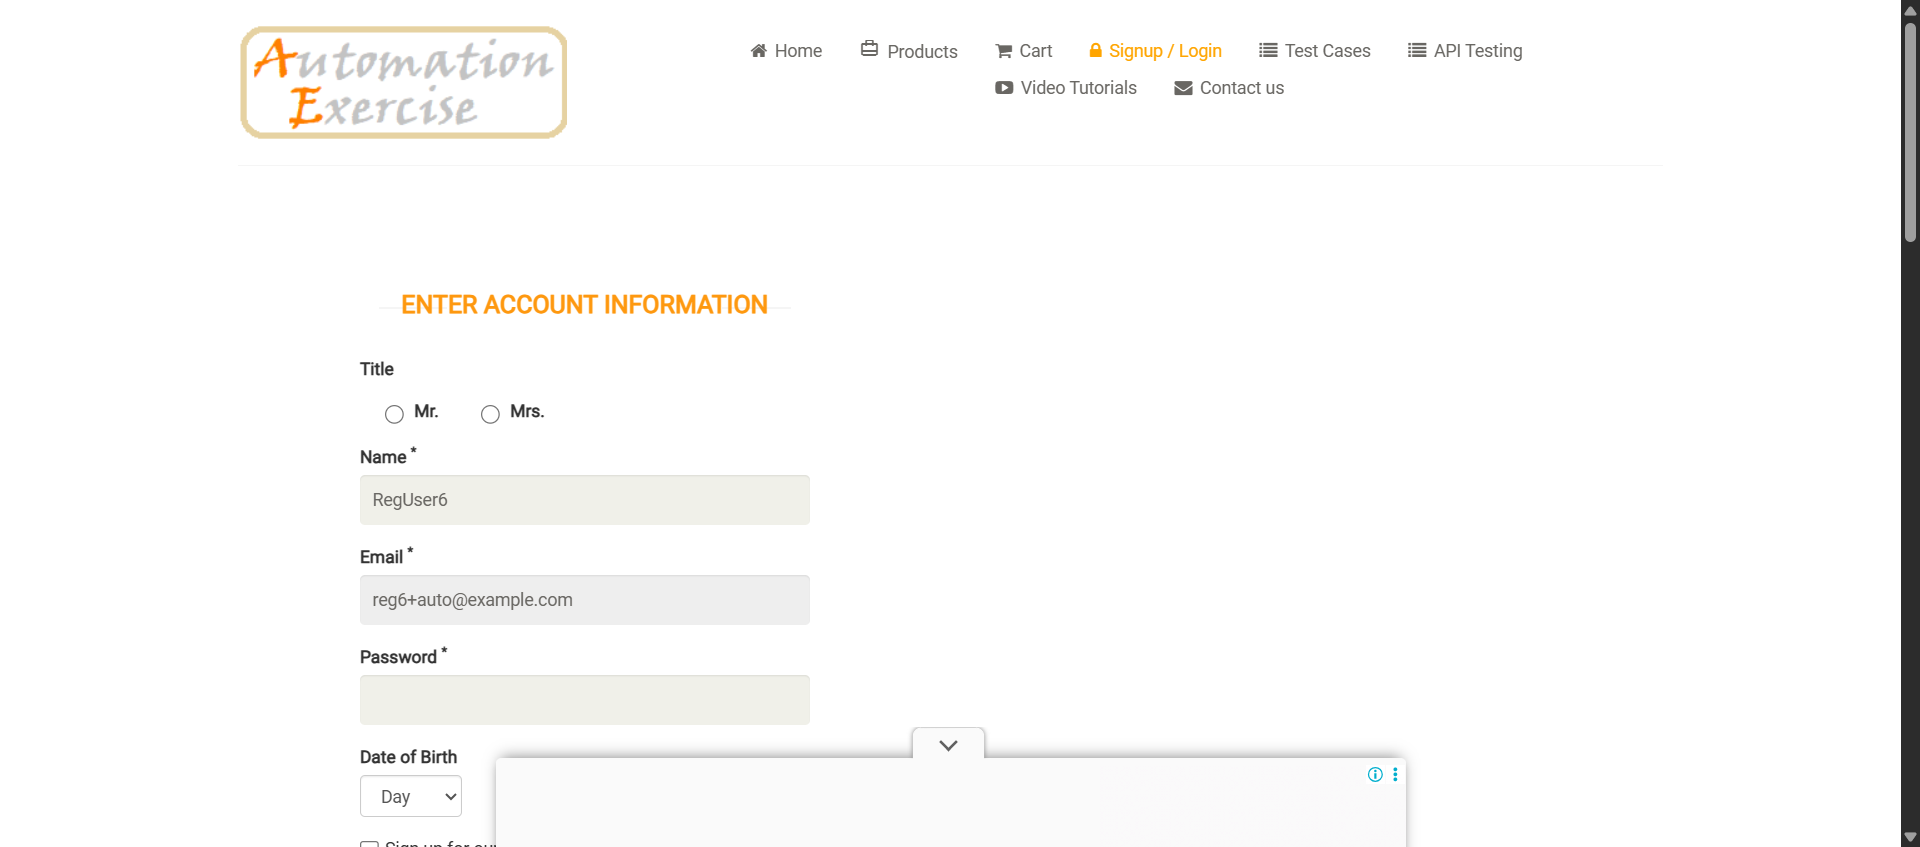 Automation
Exercise
Home
Products
Cart
Signup / Login
Test Cases
API Testing
Video Tutorials
Contact us
ENTER ACCOUNT INFORMATION
Title
Mr.
Mrs.
Name *
RegUser6
Email *
reg6+auto@example.com
Password *
Date of Birth
Day
Sign up for our